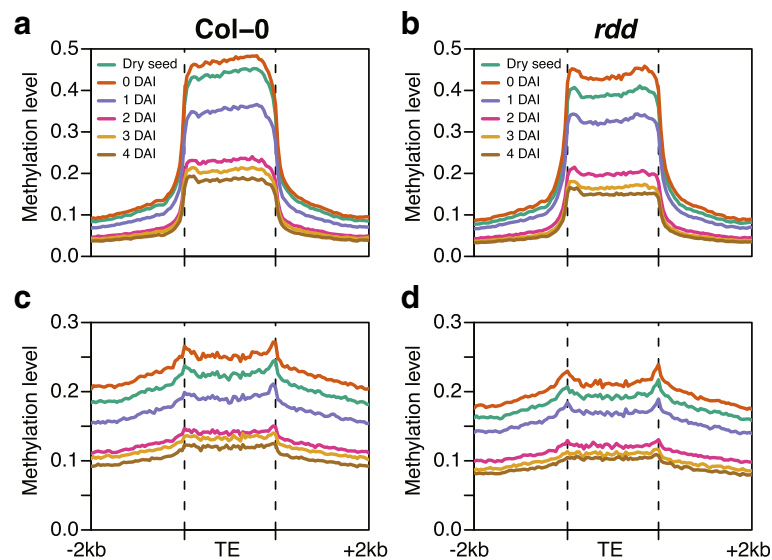 a
Col–0
b
rdd
Methylation level
0.5
0.4
0.3
0.2
0.1
0.0
Dry seed
0 DAI
1 DAI
2 DAI
3 DAI
4 DAI
Methylation level
0.5
0.4
0.3
0.2
0.1
0.0
Dry seed
0 DAI
1 DAI
2 DAI
3 DAI
4 DAI
c
Methylation level
0.3
0.2
0.1
0.0
-2kb
TE
+2kb
d
Methylation level
0.3
0.2
0.1
0.0
-2kb
TE
+2kb